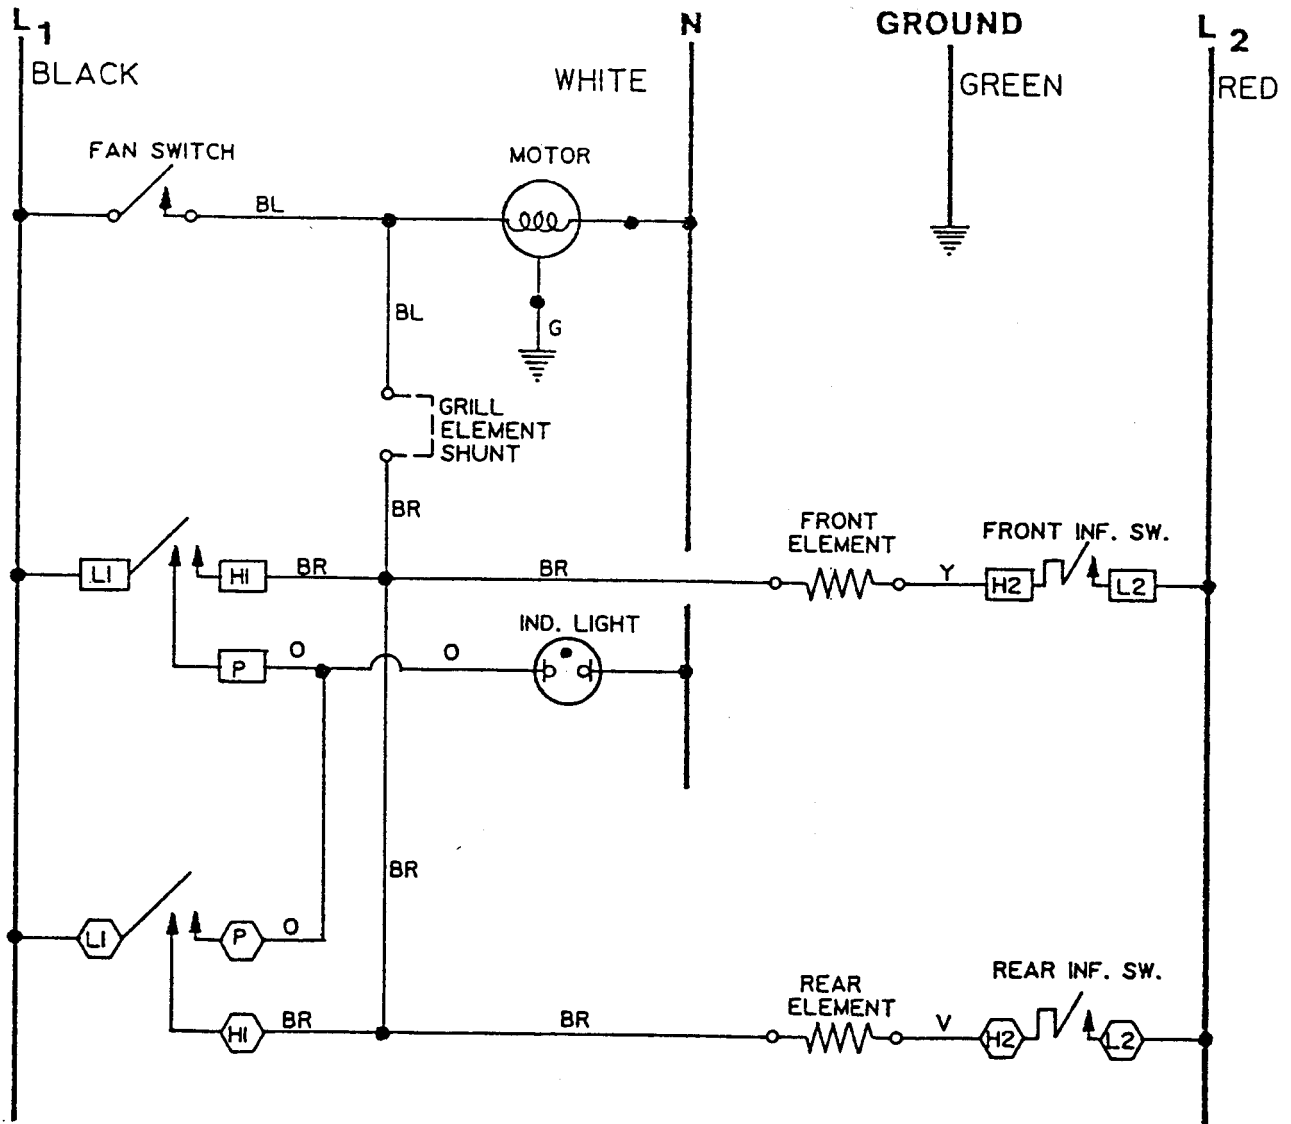 L1
N
GROUND
L2
BLACK
WHITE
GREEN
RED
FAN SWITCH
MOTOR
BL
BL
G
GRILL
ELEMENT
SHUNT
BR
FRONT
ELEMENT
FRONT INF. SW.
L1
H1
BR
BR
Y
H2
L2
IND. LIGHT
P
O
O
BR
L1
P
O
REAR
ELEMENT
REAR INF. SW.
H1
BR
BR
V
H2
L2